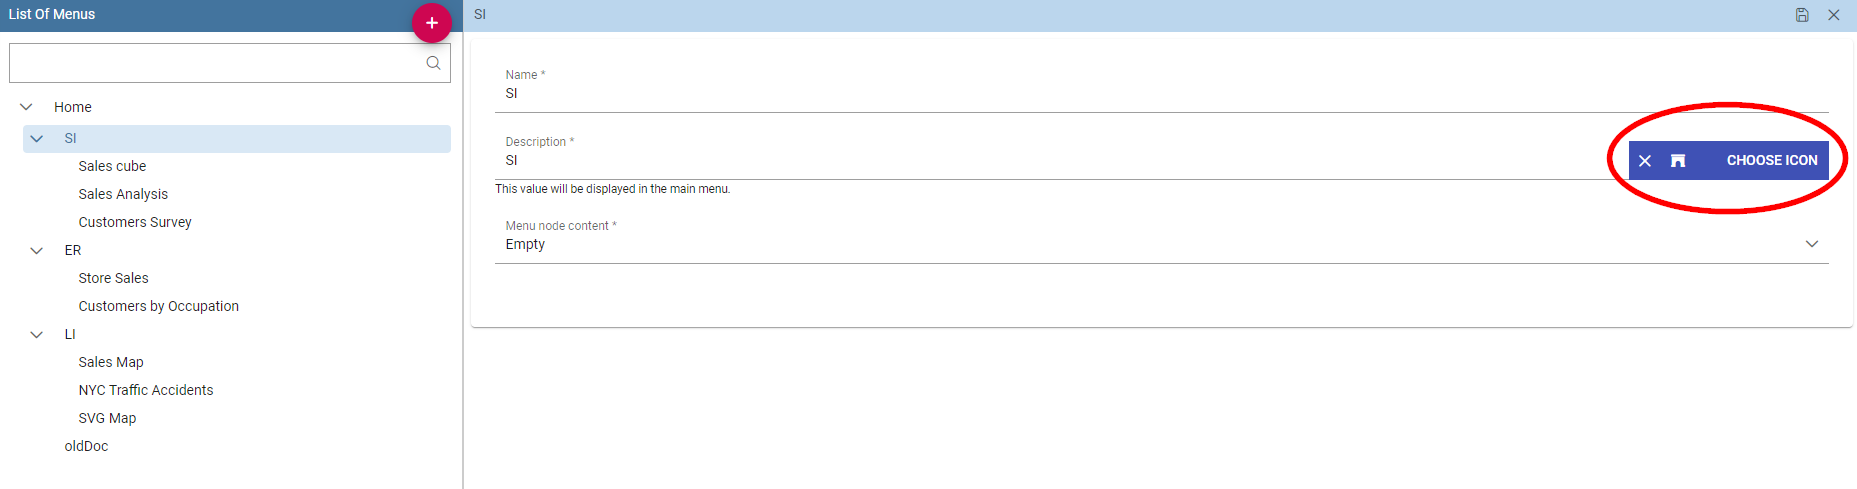 List Of Menus
Home
SI
Sales cube
Sales Analysis
Customers Survey
ER
Store Sales
Customers by Occupation
LI
Sales Map
NYC Traffic Accidents
SVG Map
oldDoc
SI
Name *
SI
Description *
SI
CHOOSE ICON
This value will be displayed in the main menu.
Menu node content *
Empty